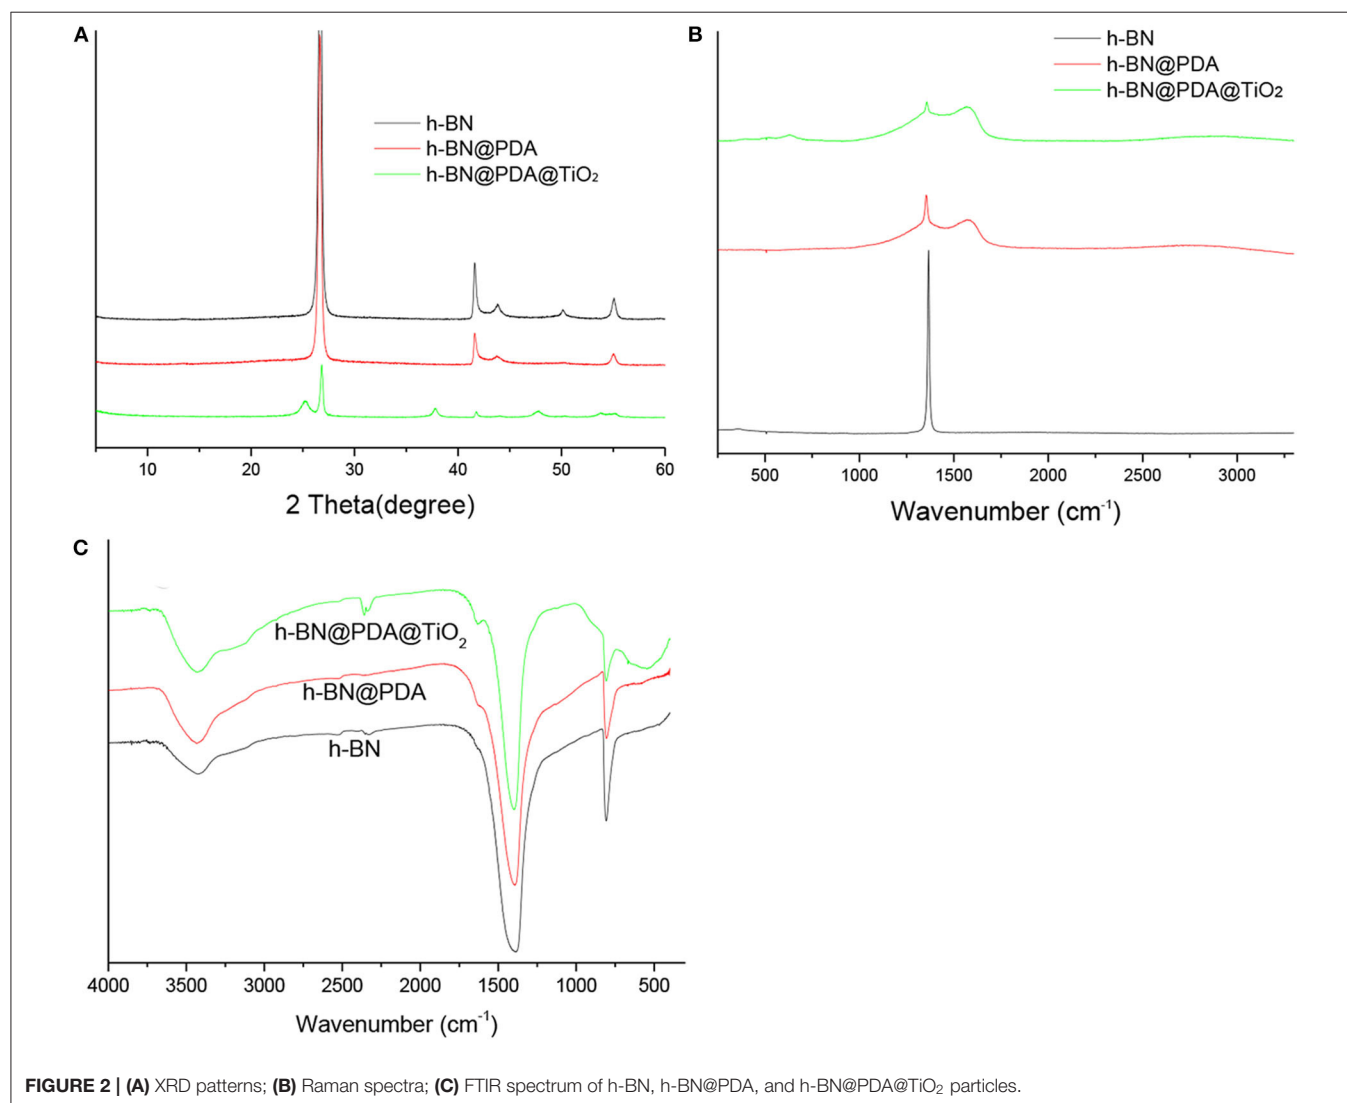 A
h-BN
h-BN@PDA
h-BN@PDA@TiO₂
10 20 30 40 50 60
2 Theta(degree)
B
h-BN
h-BN@PDA
h-BN@PDA@TiO₂
500 1000 1500 2000 2500 3000
Wavenumber (cm⁻¹)
C
h-BN@PDA@TiO₂
h-BN@PDA
h-BN
4000 3500 3000 2500 2000 1500 1000 500
Wavenumber (cm⁻¹)
FIGURE 2 | (A) XRD patterns; (B) Raman spectra; (C) FTIR spectrum of h-BN, h-BN@PDA, and h-BN@PDA@TiO₂ particles.